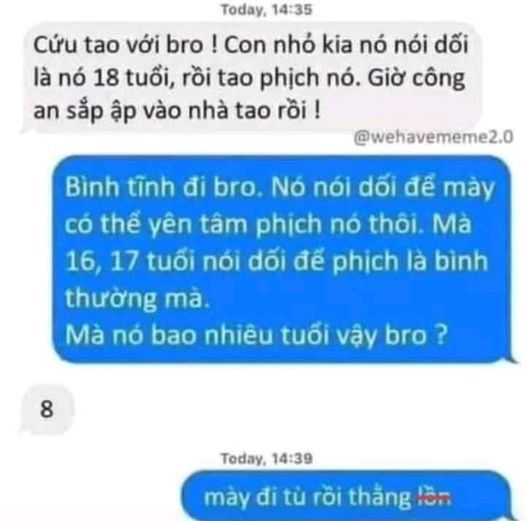 Today, 14:35
Cứu tao với bro ! Con nhỏ kia nó nói dối
là nó 18 tuổi, rồi tao phịch nó. Giờ công
an sắp ập vào nhà tao rồi !
@wehavememe2.0
Bình tĩnh đi bro. Nó nói dối để mày
có thể yên tâm phịch nó thôi. Mà
16, 17 tuổi nói dối để phịch là bình
thường mà.
Mà nó bao nhiêu tuổi vậy bro ?
8
Today, 14:39
mày đi tù rồi thằng lồn